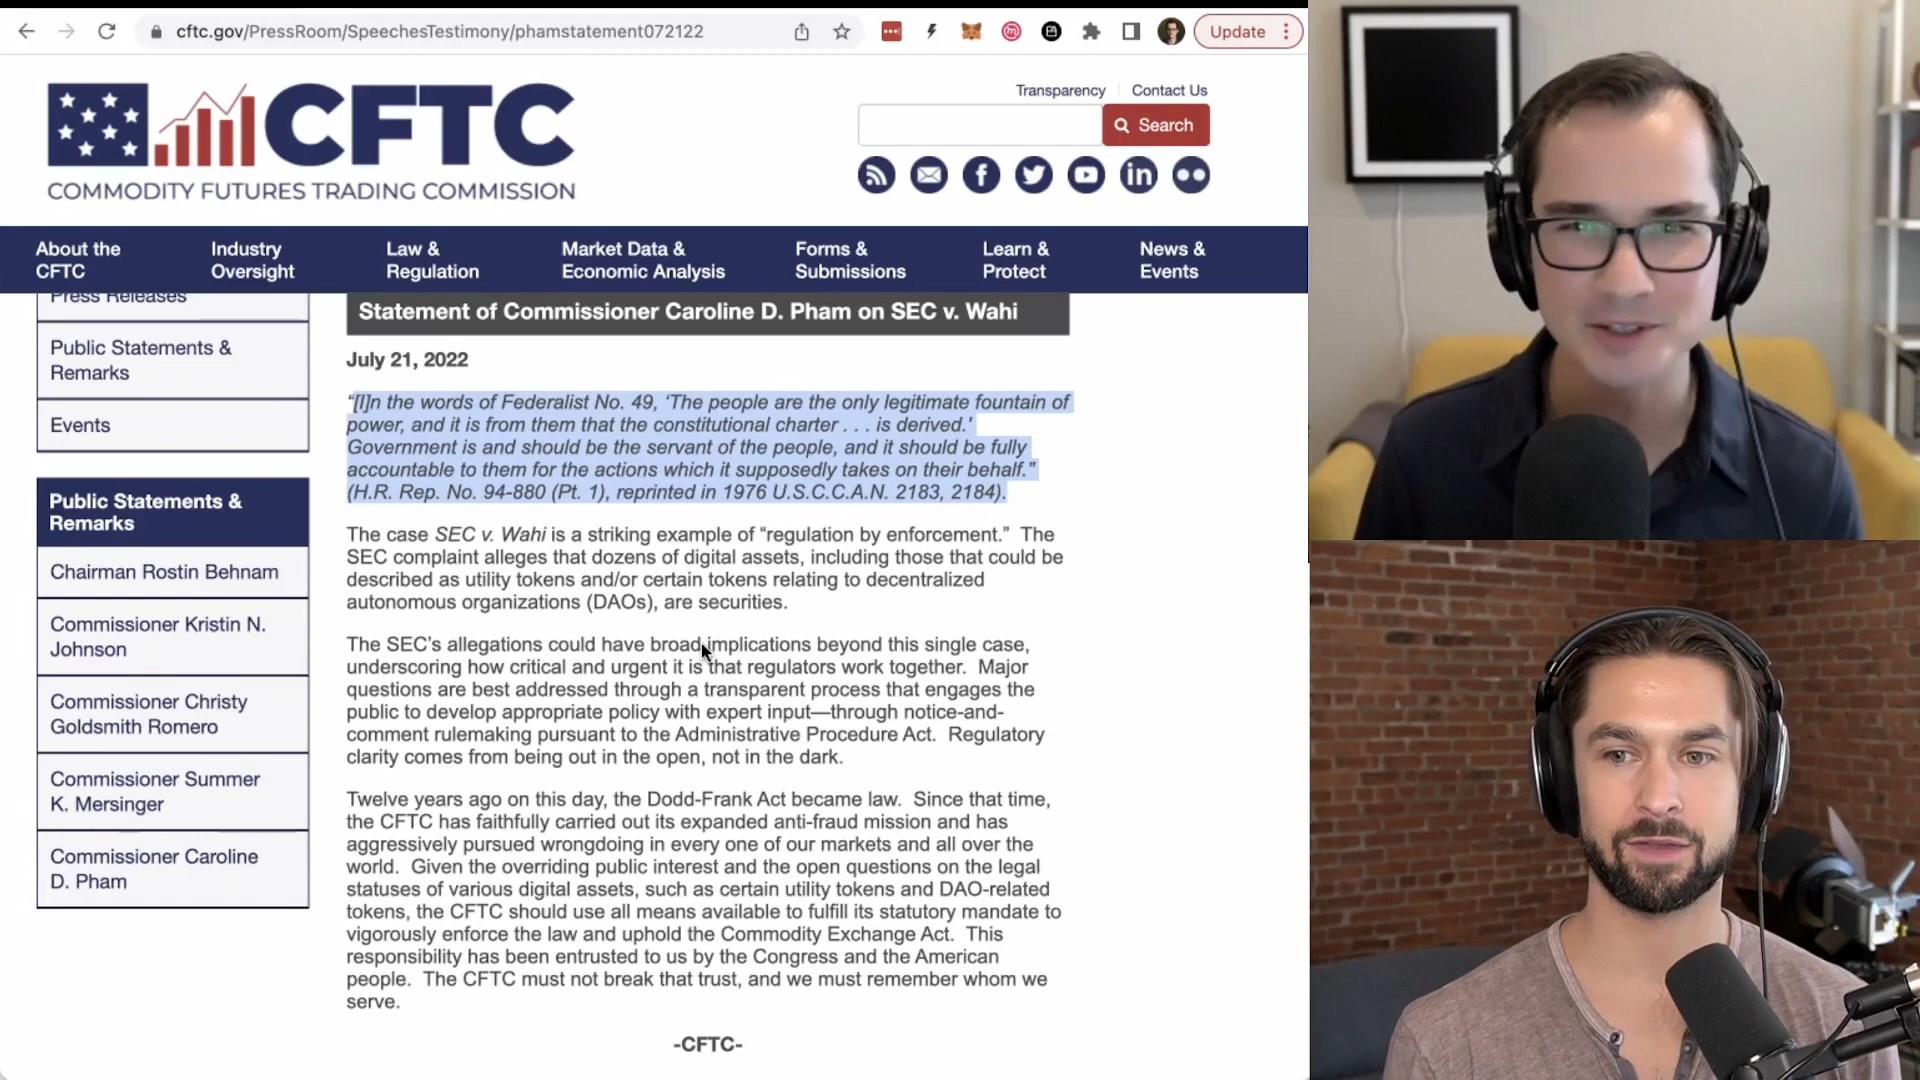 cftc.gov/PressRoom/SpeechesTestimony/phamstatement072122
Update
CFTC
COMMODITY FUTURES TRADING COMMISSION
Transparency
Contact Us
Search
About the
CFTC
Industry
Oversight
Law &
Regulation
Market Data &
Economic Analysis
Forms &
Submissions
Learn &
Protect
News &
Events
Press Releases
Public Statements &
Remarks
Events
Public Statements &
Remarks
Chairman Rostin Behnam
Commissioner Kristin N.
Johnson
Commissioner Christy
Goldsmith Romero
Commissioner Summer
K. Mersinger
Commissioner Caroline
D. Pham
Statement of Commissioner Caroline D. Pham on SEC v. Wahi
July 21, 2022
“[I]n the words of Federalist No. 49, ‘The people are the only legitimate fountain of
power, and it is from them that the constitutional charter . . . is derived.'
Government is and should be the servant of the people, and it should be fully
accountable to them for the actions which it supposedly takes on their behalf.”
(H.R. Rep. No. 94-880 (Pt. 1), reprinted in 1976 U.S.C.C.A.N. 2183, 2184).
The case SEC v. Wahi is a striking example of “regulation by enforcement.”  The
SEC complaint alleges that dozens of digital assets, including those that could be
described as utility tokens and/or certain tokens relating to decentralized
autonomous organizations (DAOs), are securities.
The SEC’s allegations could have broad implications beyond this single case,
underscoring how critical and urgent it is that regulators work together.  Major
questions are best addressed through a transparent process that engages the
public to develop appropriate policy with expert input—through notice-and-
comment rulemaking pursuant to the Administrative Procedure Act.  Regulatory
clarity comes from being out in the open, not in the dark.
Twelve years ago on this day, the Dodd-Frank Act became law.  Since that time,
the CFTC has faithfully carried out its expanded anti-fraud mission and has
aggressively pursued wrongdoing in every one of our markets and all over the
world.  Given the overriding public interest and the open questions on the legal
statuses of various digital assets, such as certain utility tokens and DAO-related
tokens, the CFTC should use all means available to fulfill its statutory mandate to
vigorously enforce the law and uphold the Commodity Exchange Act.  This
responsibility has been entrusted to us by the Congress and the American
people.  The CFTC must not break that trust, and we must remember whom we
serve.
-CFTC-